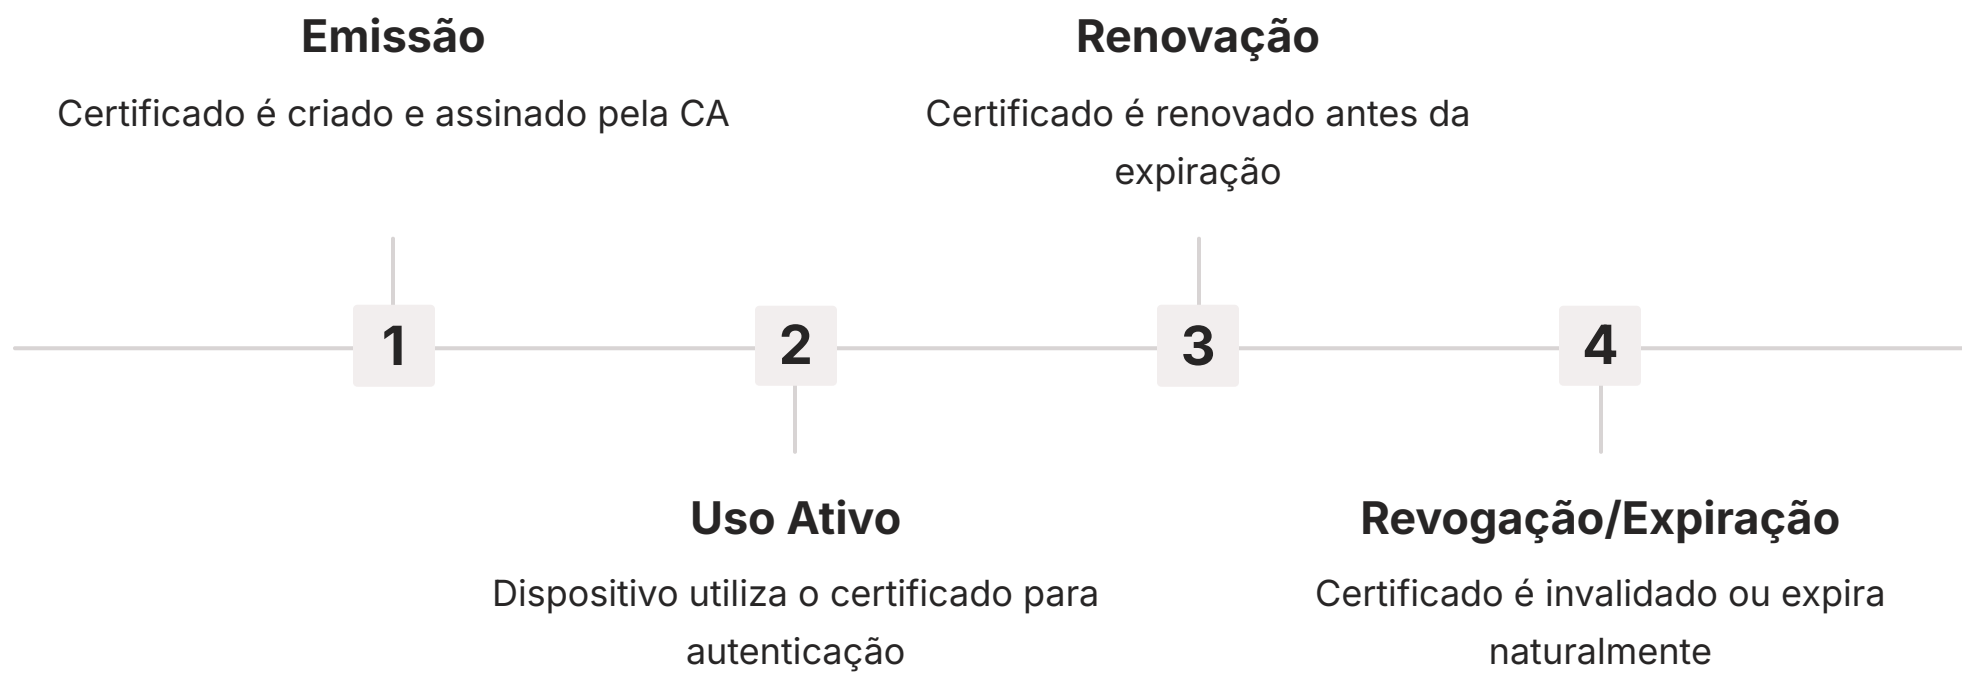 Emissão
Certificado é criado e assinado pela CA
Renovação
Certificado é renovado antes da
expiração
1
2
3
4
Uso Ativo
Dispositivo utiliza o certificado para
autenticação
Revogação/Expiração
Certificado é invalidado ou expira
naturalmente